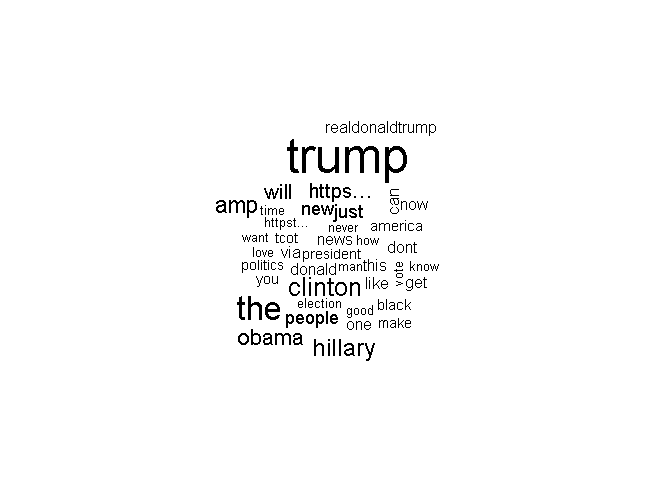 realdonaldtrump
trump
will https... can
amp time new just now
httpst... never america
want tcot news how dont
love via president
politics donald man this vote know
you clinton like get
the election good black
people one make
obama hillary